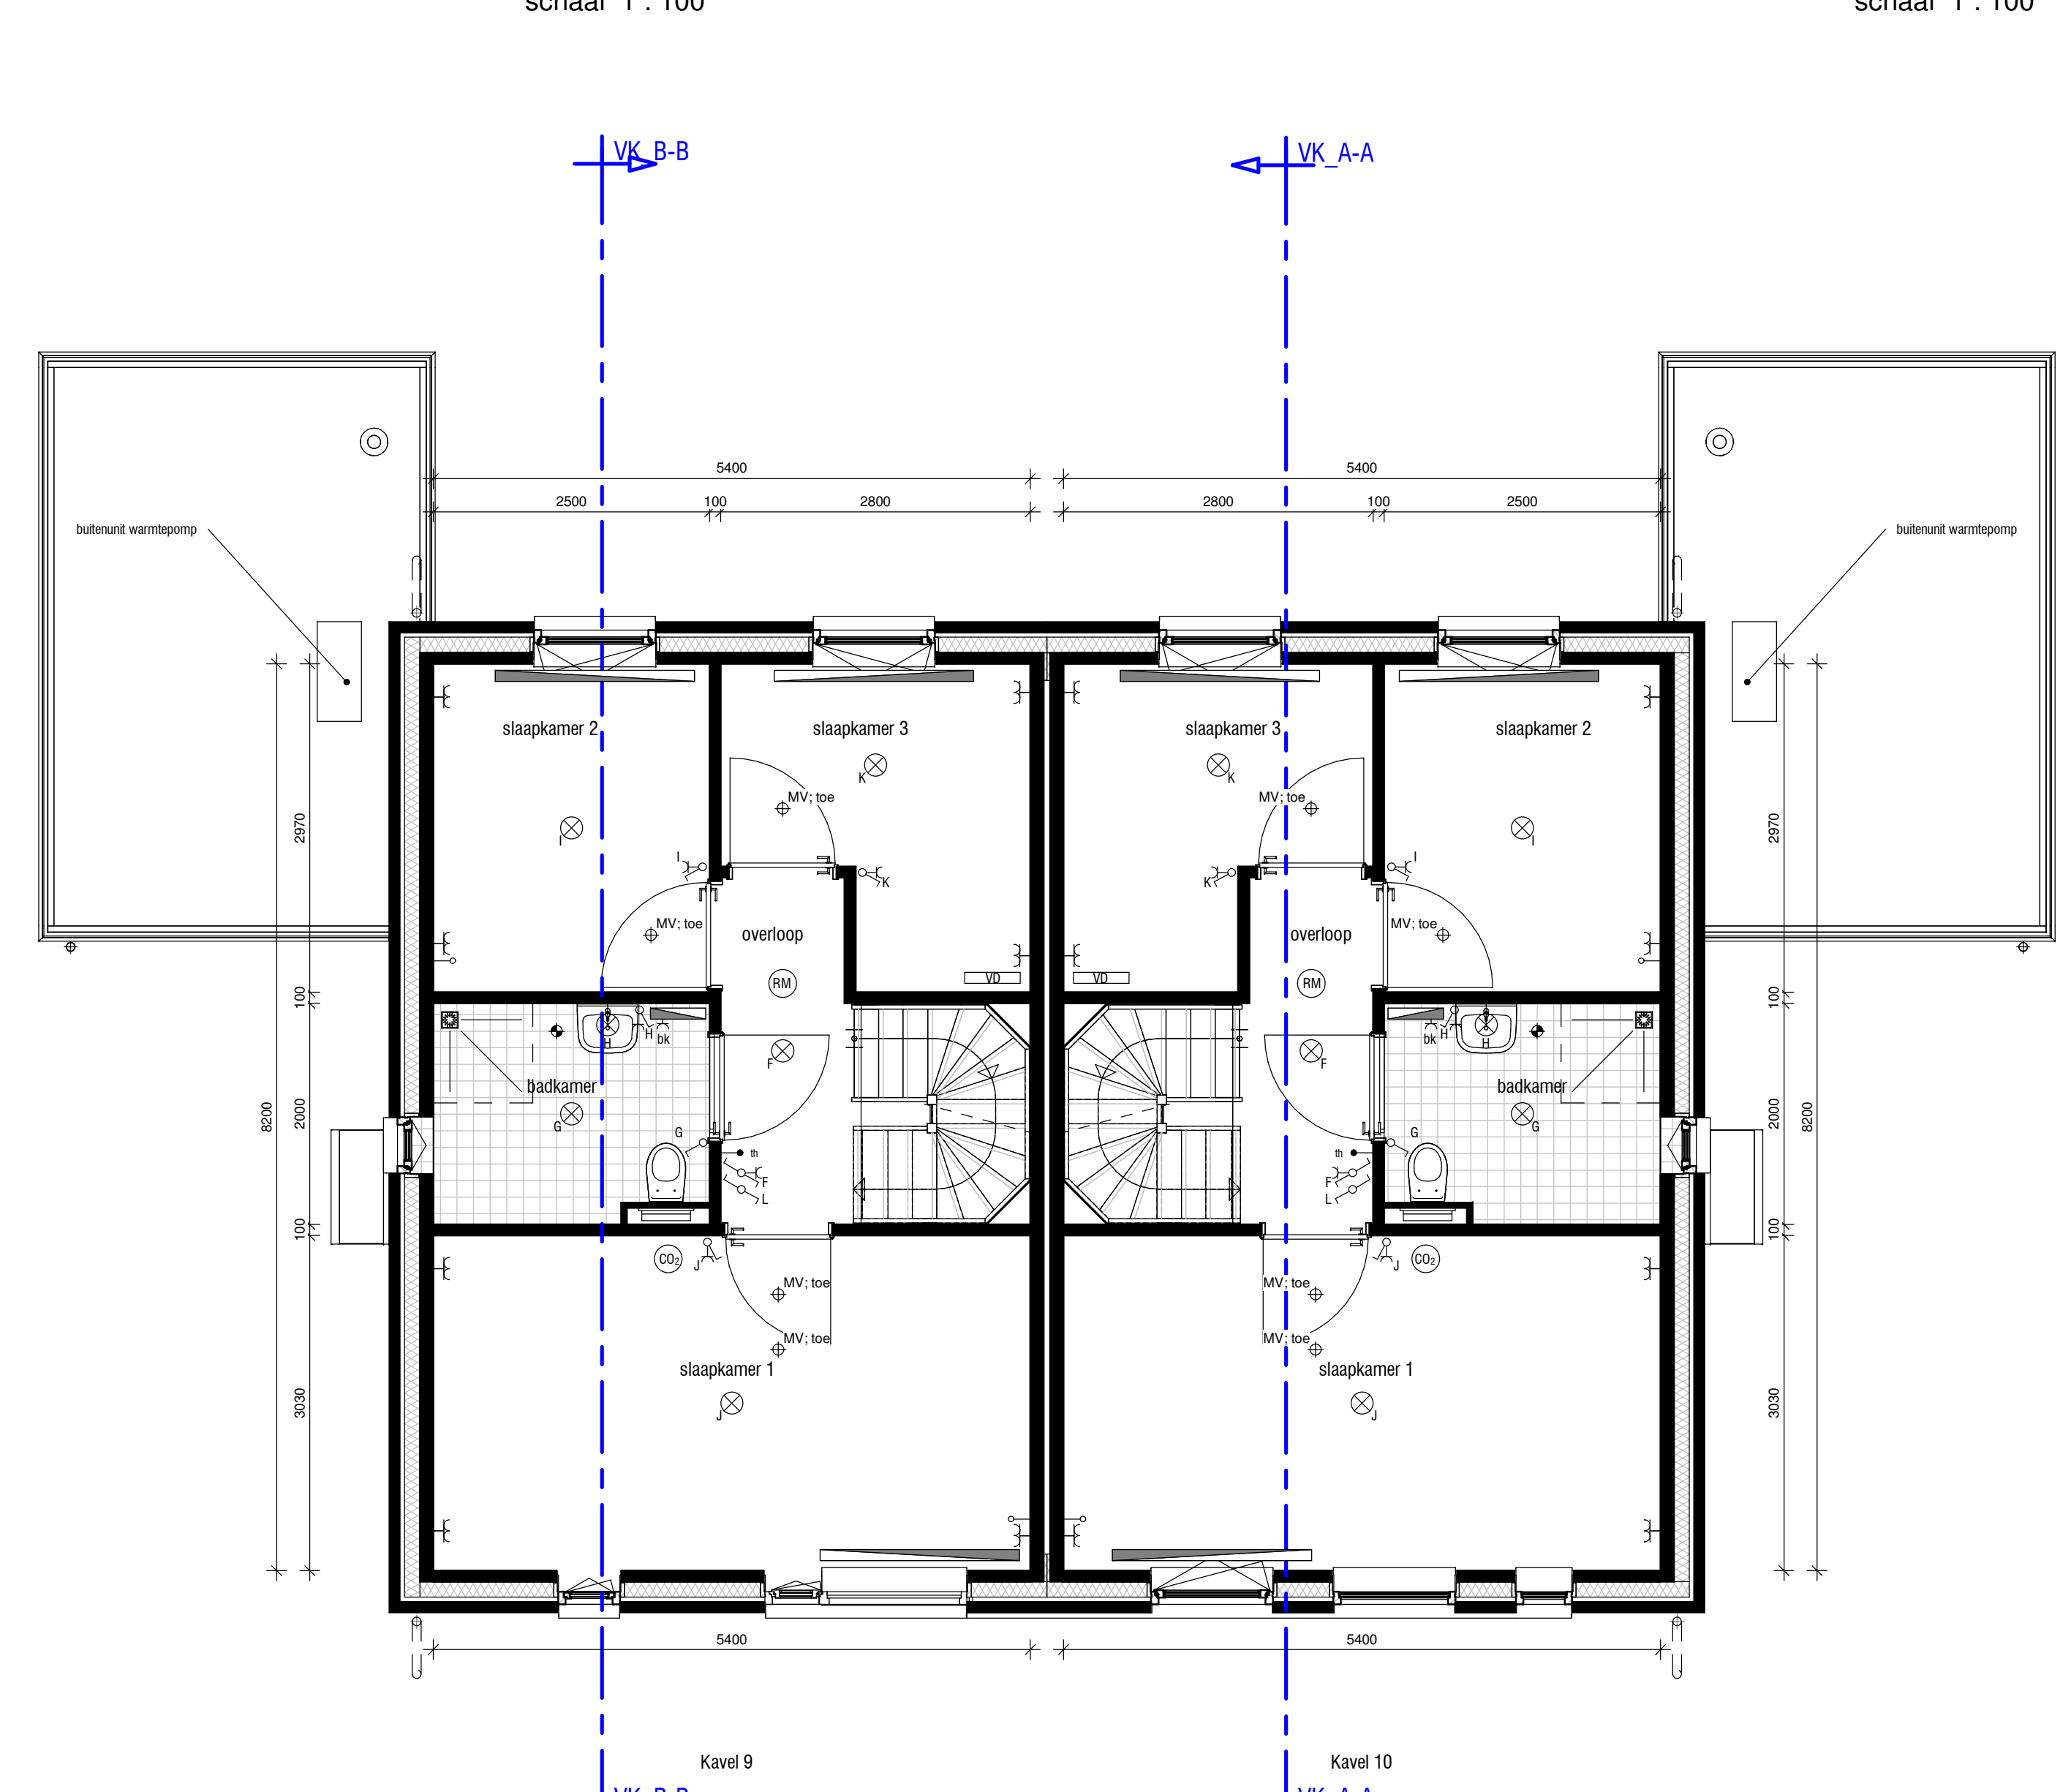 schaal 1 : 100
schaal 1 : 100
VK_B-B
VK_A-A
5400
5400
2500
100
2800
2800
100
2500
buitenunit warmtepomp
buitenunit warmtepomp
slaapkamer 2
slaapkamer 3
slaapkamer 3
slaapkamer 2
K
K
MV; toe
MV; toe
2970
2970
I
I
I
I
K
K
MV; toe
MV; toe
overloop
overloop
RM
RM
VD
VD
100
100
H
H
bk
bk
H
H
F
F
badkamer
badkamer
8200
2000
2000
8200
G
G
G
G
th
th
F
F
L
L
100
100
CO₂
J
J
CO₂
MV; toe
MV; toe
MV; toe
MV; toe
slaapkamer 1
slaapkamer 1
3030
3030
J
J
5400
5400
Kavel 9
Kavel 10
VK_B-B
VK_A-A